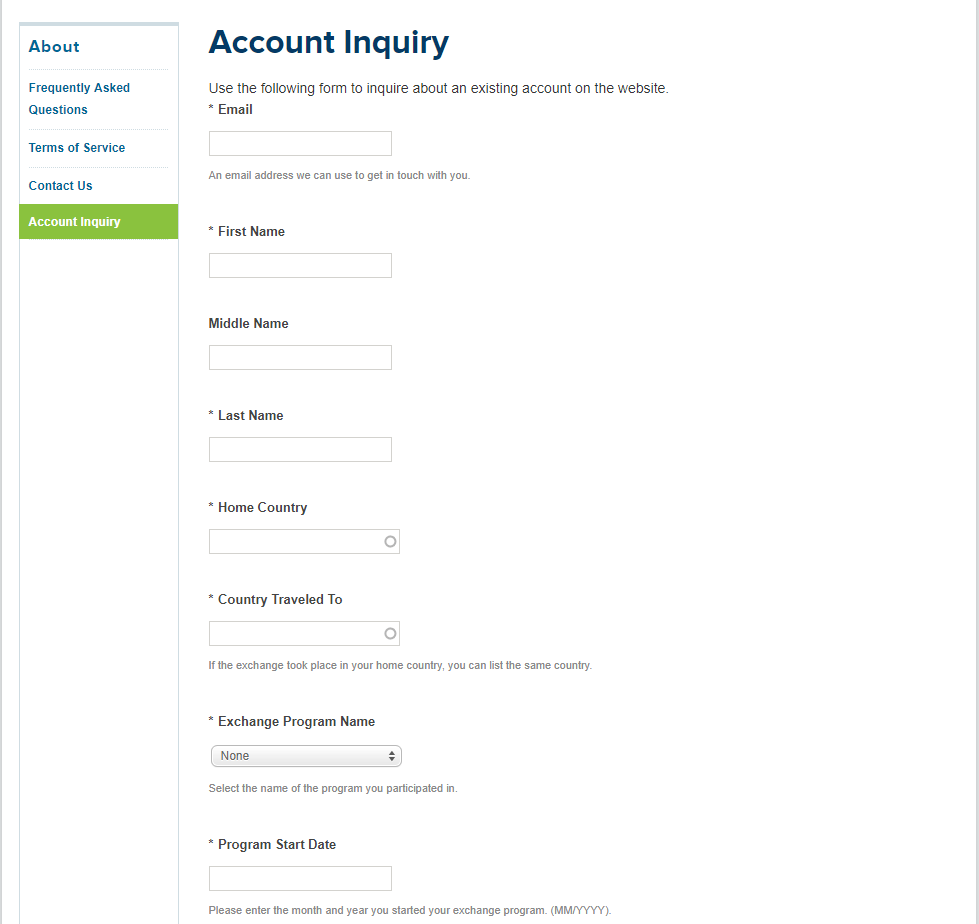 About
Frequently Asked
Questions
Terms of Service
Contact Us
Account Inquiry
Account Inquiry
Use the following form to inquire about an existing account on the website.
* Email
An email address we can use to get in touch with you.
* First Name
Middle Name
* Last Name
* Home Country
* Country Traveled To
If the exchange took place in your home country, you can list the same country.
* Exchange Program Name
None
Select the name of the program you participated in.
* Program Start Date
Please enter the month and year you started your exchange program. (MM/YYYY).